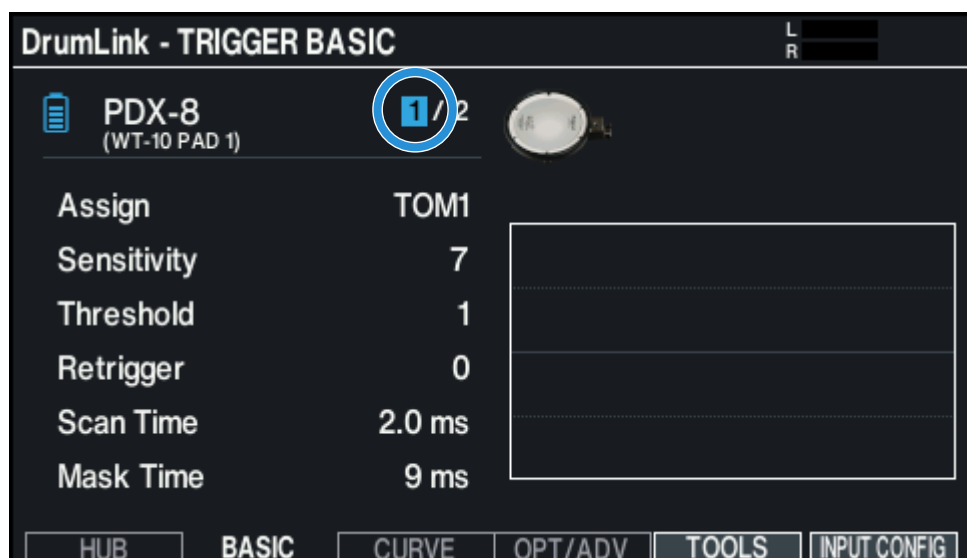 DrumLink - TRIGGER BASIC
L
R
PDX-8
1 / 2
(WT-10 PAD 1)
Assign TOM1
Sensitivity 7
Threshold 1
Retrigger 0
Scan Time 2.0 ms
Mask Time 9 ms
HUB BASIC CURVE OPT/ADV TOOLS INPUT CONFIG